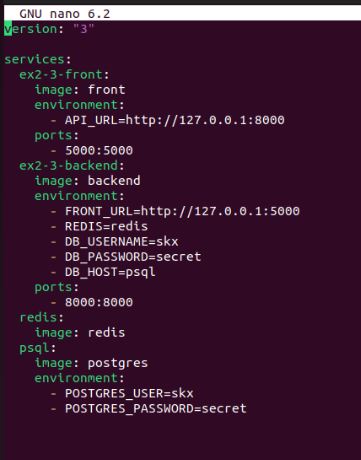 GNU nano 6.2
version: "3"
services:
  ex2-3-front:
    image: front
    environment:
      - API_URL=http://127.0.0.1:8000
    ports:
      - 5000:5000
  ex2-3-backend:
    image: backend
    environment:
      - FRONT_URL=http://127.0.0.1:5000
      - REDIS=redis
      - DB_USERNAME=skx
      - DB_PASSWORD=secret
      - DB_HOST=psql
    ports:
      - 8000:8000
  redis:
    image: redis
  psql:
    image: postgres
    environment:
      - POSTGRES_USER=skx
      - POSTGRES_PASSWORD=secret